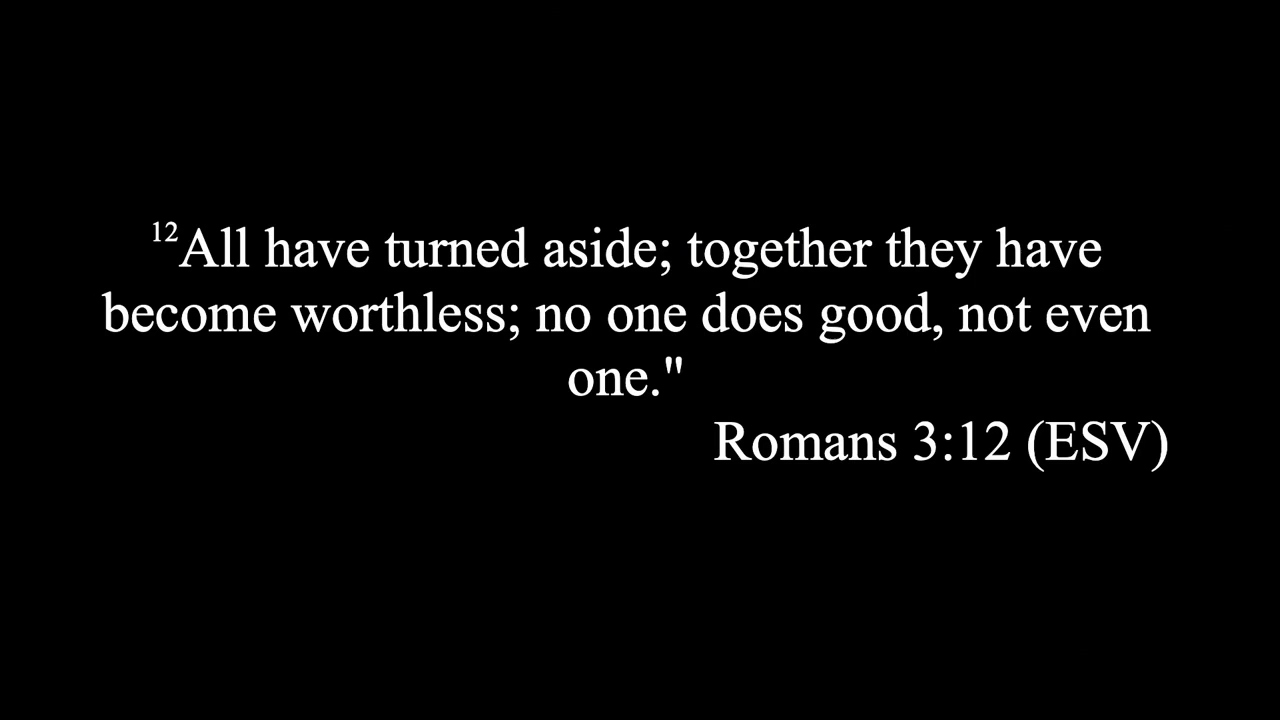 12All have turned aside; together they have
become worthless; no one does good, not even
one."
Romans 3:12 (ESV)